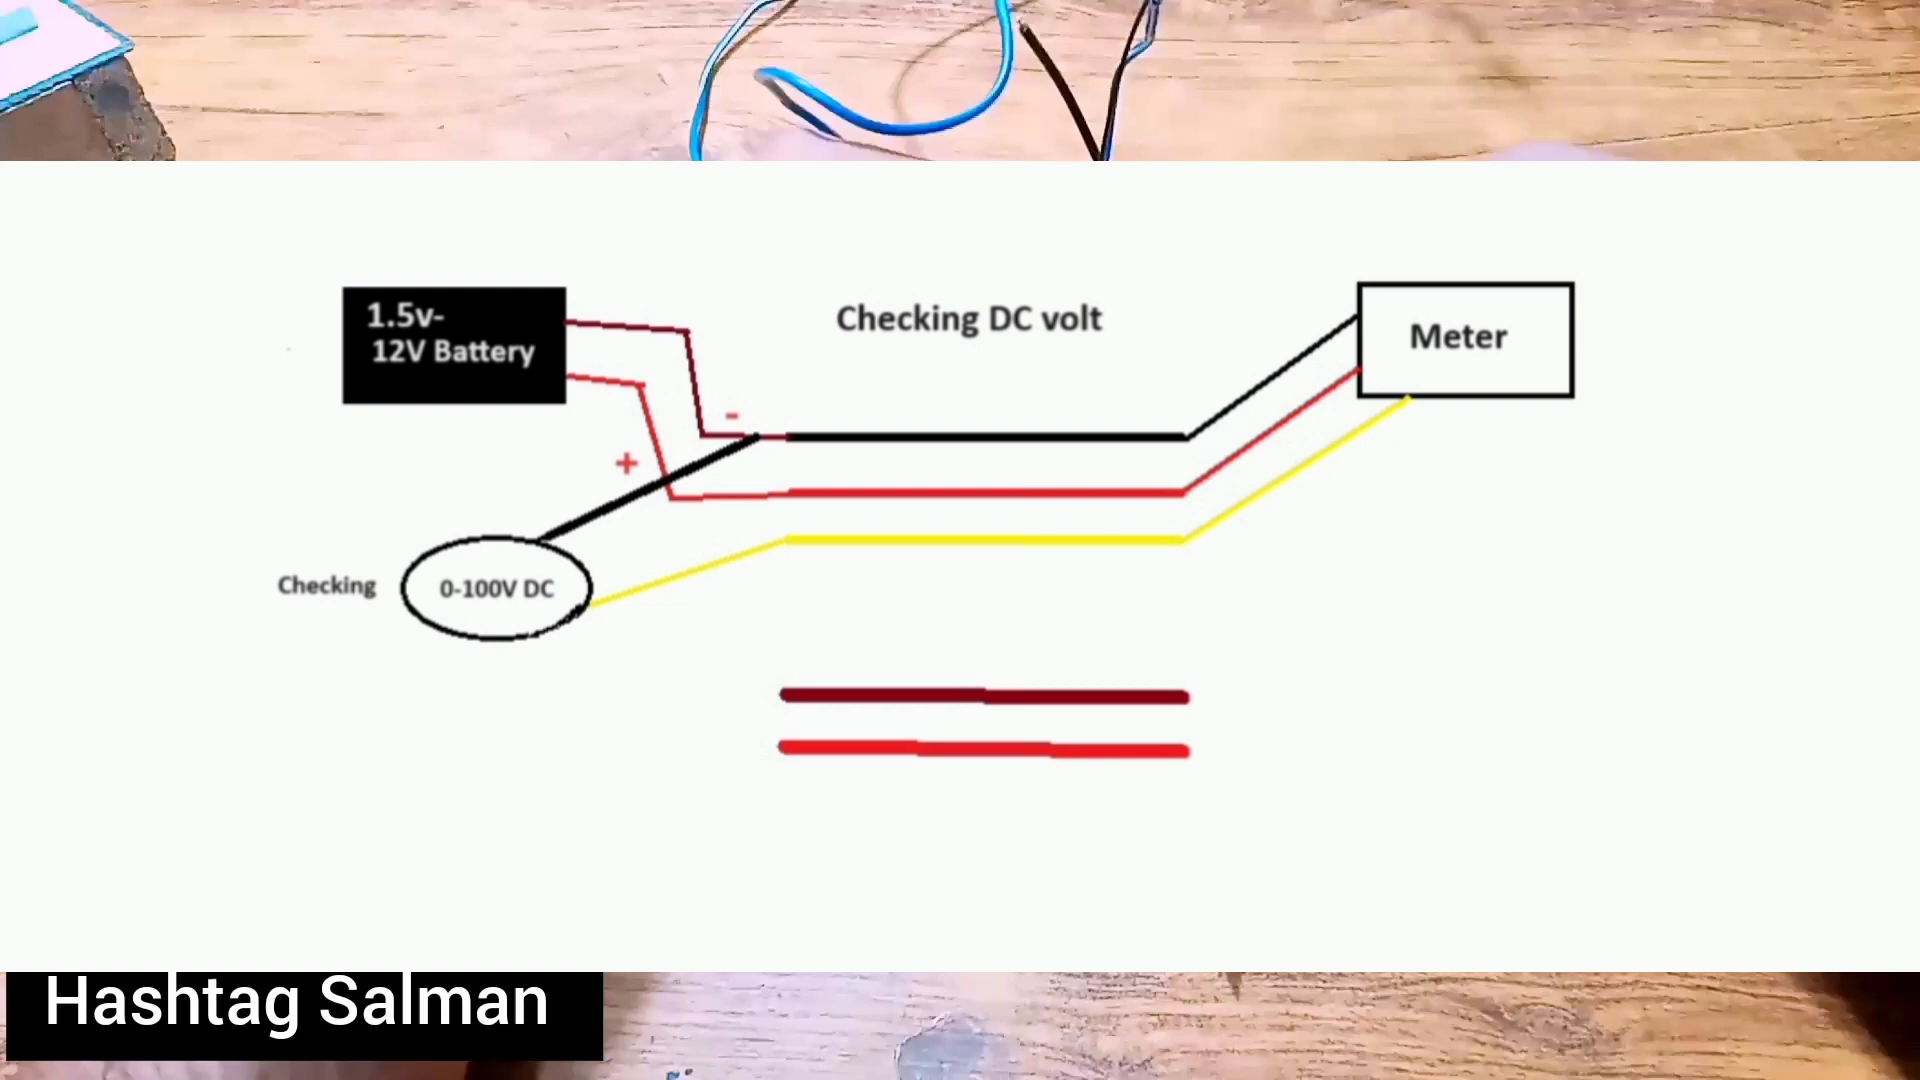 1.5v-
12V Battery
Checking DC volt
Meter
-
+
Checking
0-100V DC
Hashtag Salman